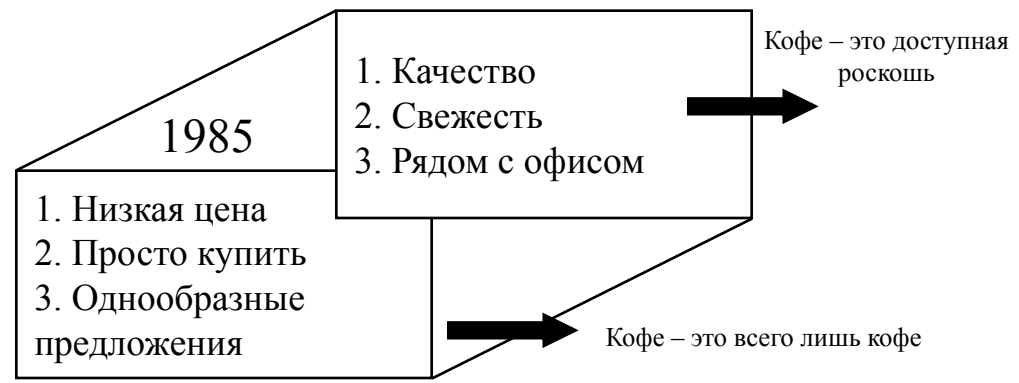 Кофе – это доступная
роскошь
1. Качество
2. Свежесть
3. Рядом с офисом
1985
1. Низкая цена
2. Просто купить
3. Однообразные
предложения
Кофе – это всего лишь кофе